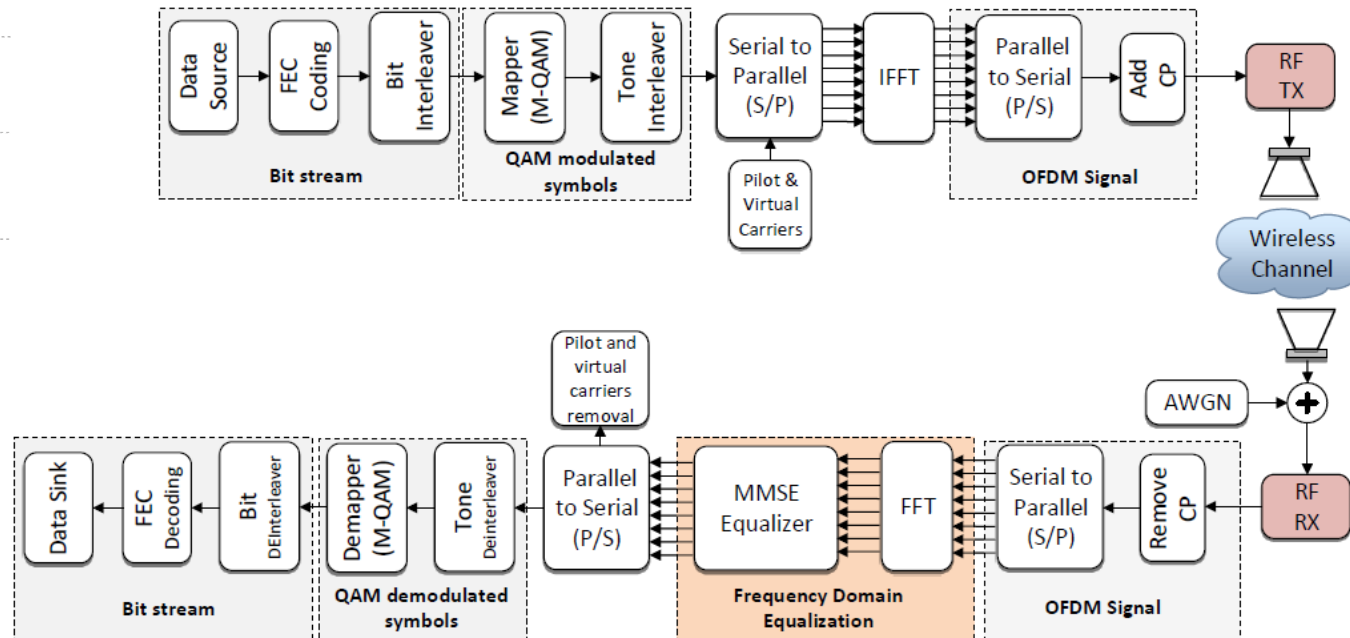 Data
Source
FEC
Coding
Bit
Interleaver
Bit stream
Mapper
(M-QAM)
Tone
Interleaver
QAM modulated
symbols
Serial to
Parallel
(S/P)
Pilot &
Virtual
Carriers
IFFT
Parallel
to Serial
(P/S)
Add
CP
OFDM Signal
RF
TX
Wireless
Channel
AWGN
RF
RX
Remove
CP
Serial to
Parallel
(S/P)
OFDM Signal
FFT
MMSE
Equalizer
Frequency Domain
Equalization
Pilot and
virtual
carriers
removal
Parallel
to Serial
(P/S)
Tone
Deinterleaver
Demapper
(M-QAM)
QAM demodulated
symbols
Bit
DEInterleaver
FEC
Decoding
Data Sink
Bit stream